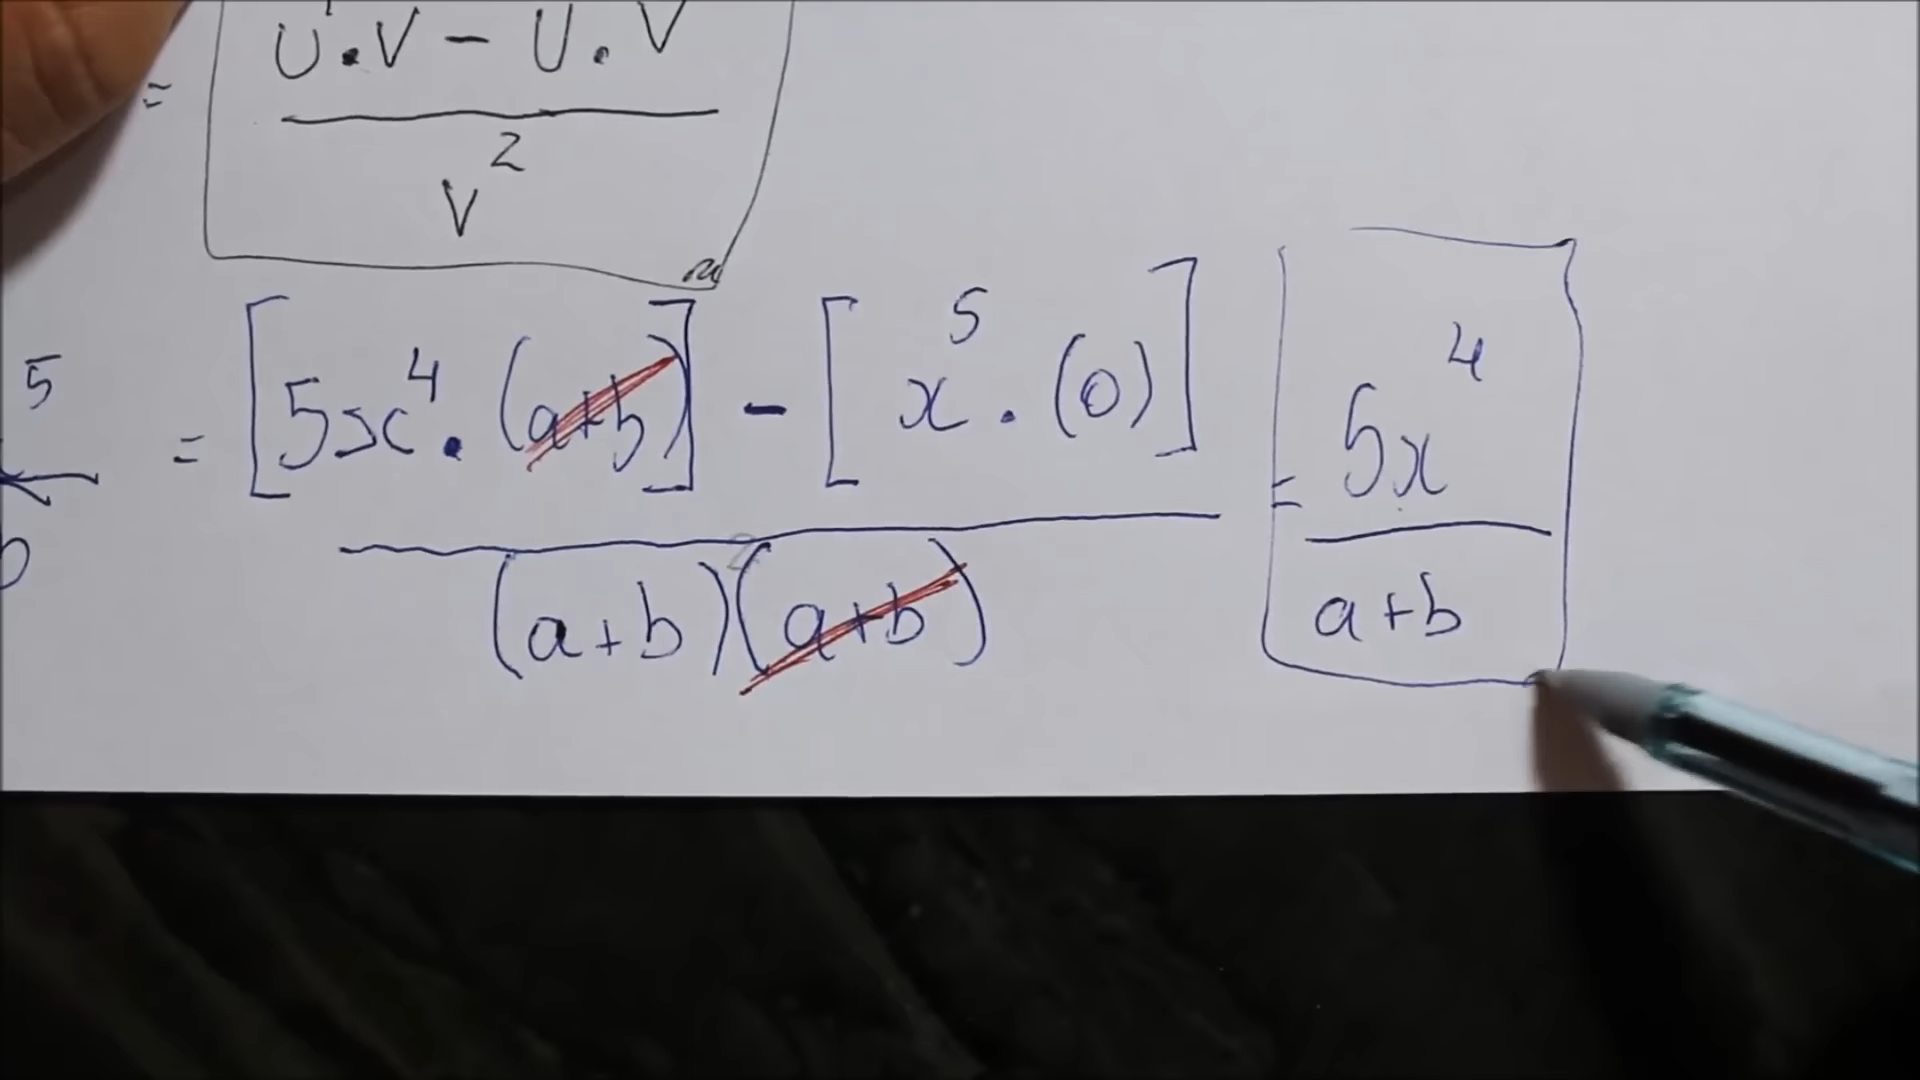 = U'.V - U.V
V²
5 = [5x⁴.(a+b)] - [x⁵.(0)] = 5x⁴
(a+b)(a+b) a+b